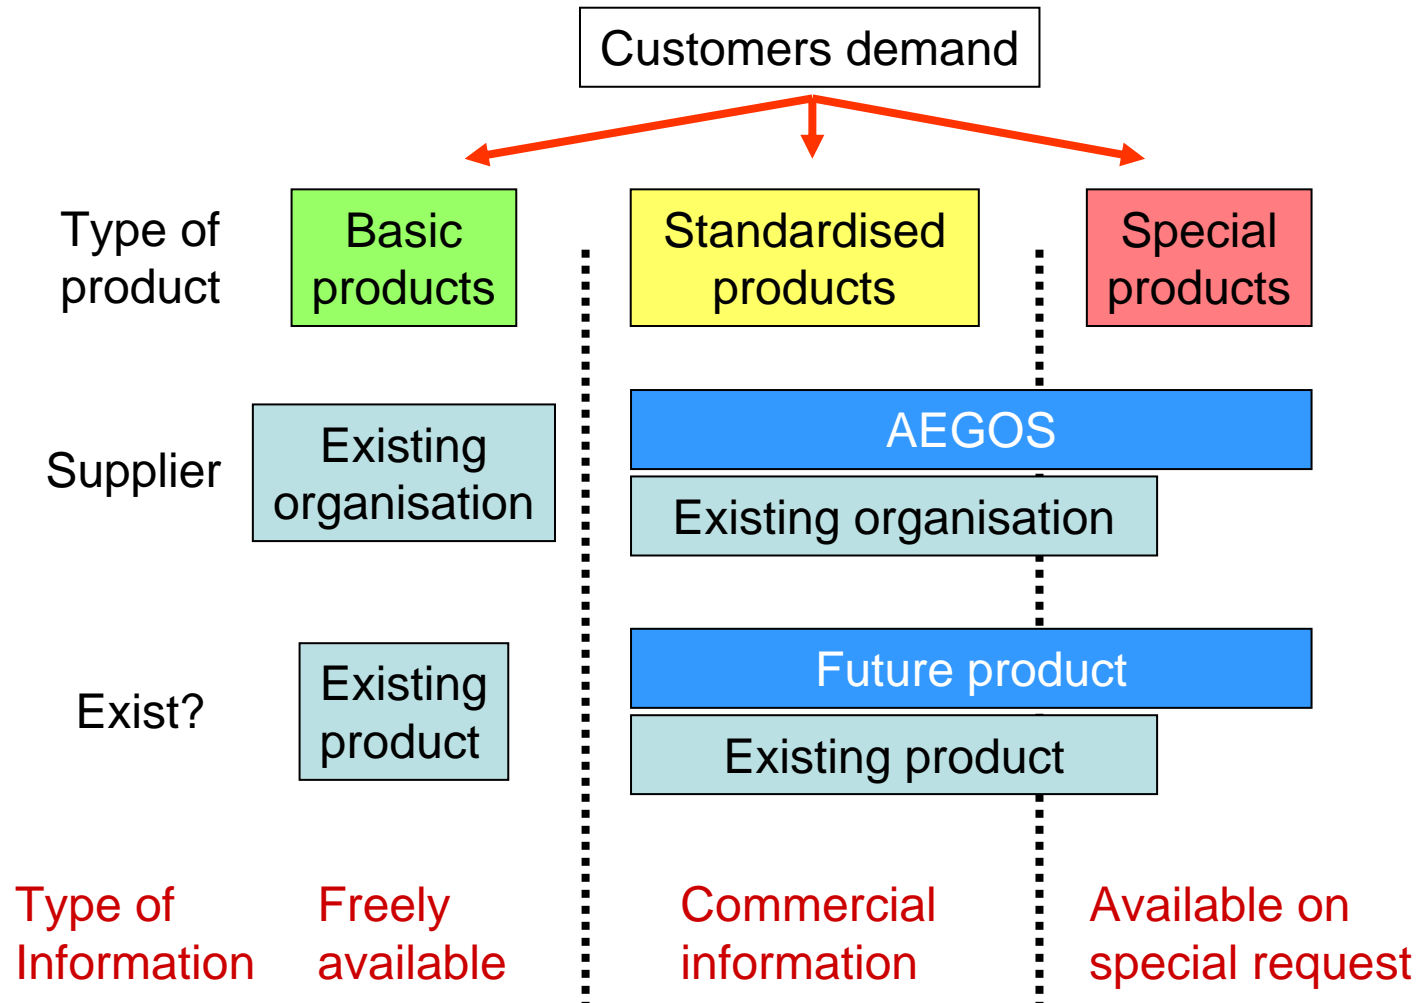 Customers demand
Type of
product
Basic
products
Standardised
products
Special
products
Supplier
Existing
organisation
AEGOS
Existing organisation
Exist?
Existing
product
Future product
Existing product
Type of
Information
Freely
available
Commercial
information
Available on
special request